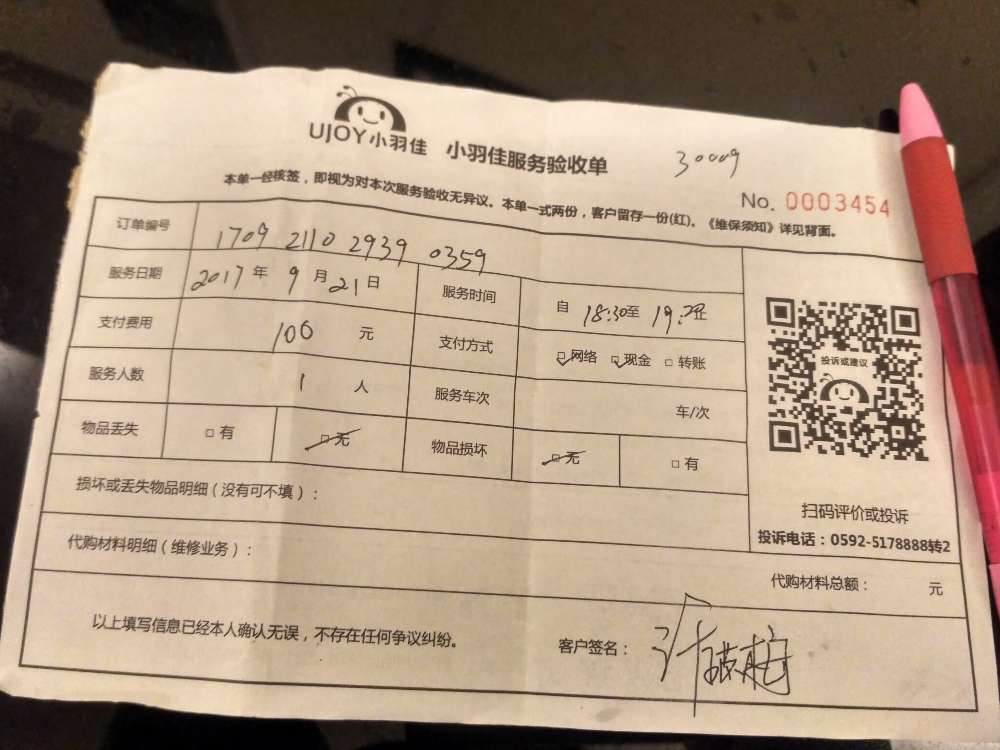 UJOY小羽佳 小羽佳服务验收单 30009
No. 0003454
本单一经核签，即视为对本次服务验收无异议。本单一式两份，客户留存一份(红)。《维保须知》详见背面。
订单编号 1709 2110 2939 0359
服务日期 2017年 9月21日 服务时间 自 18:30至 19:
支付费用 100 元 支付方式 网络 现金 转账
服务人数 1 人 服务车次 车/次
物品丢失 有 无 物品损坏 无 有
投诉或建议
扫码评价或投诉
投诉电话：0592-5178888转2
损坏或丢失物品明细（没有可不填）：
代购材料明细（维修业务）：
代购材料总额： 元
以上填写信息已经本人确认无误，不存在任何争议纠纷。 客户签名：